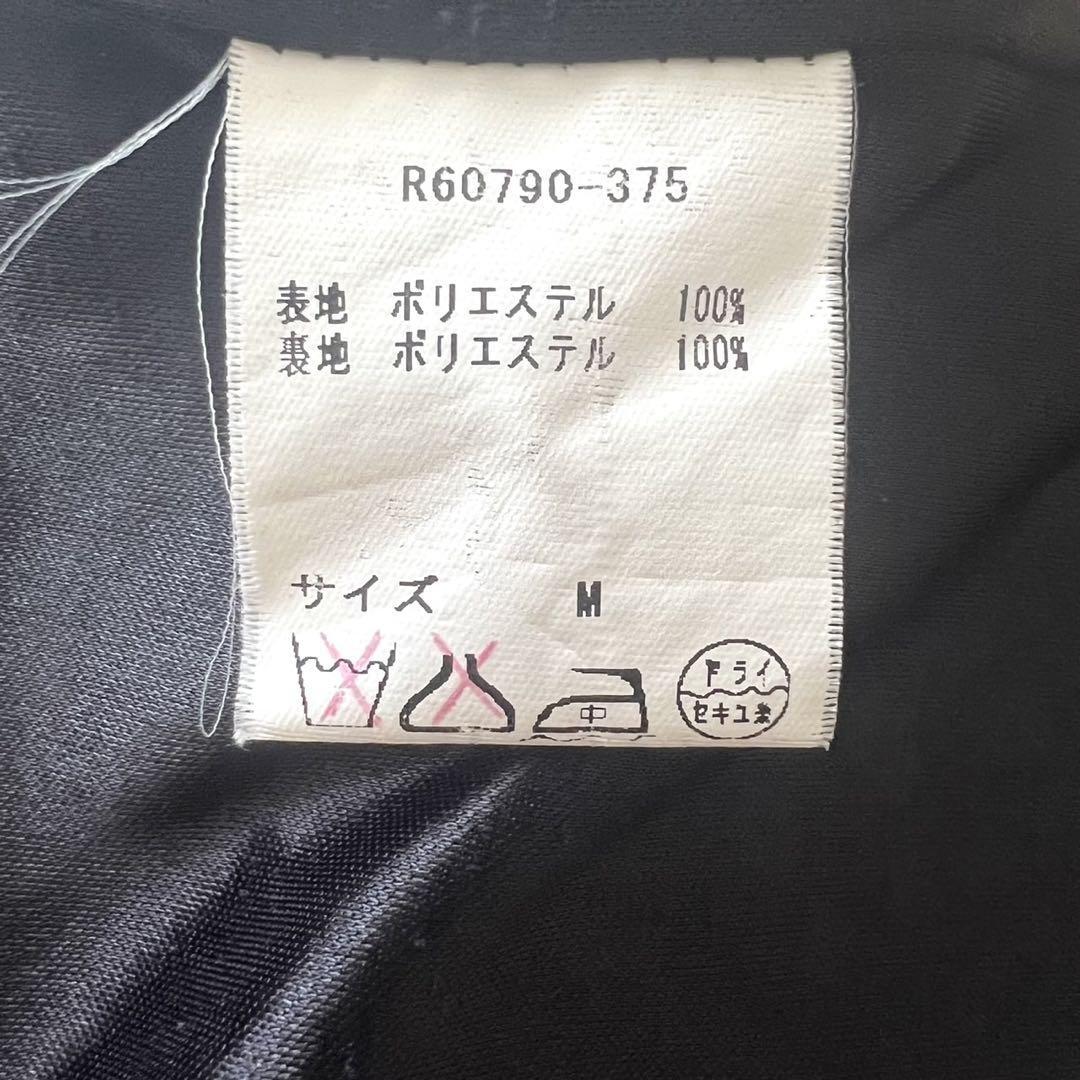 R60790-375
表地 ポリエステル 100%
裏地 ポリエステル 100%
サイズ M
中
ドライ
セキユ系